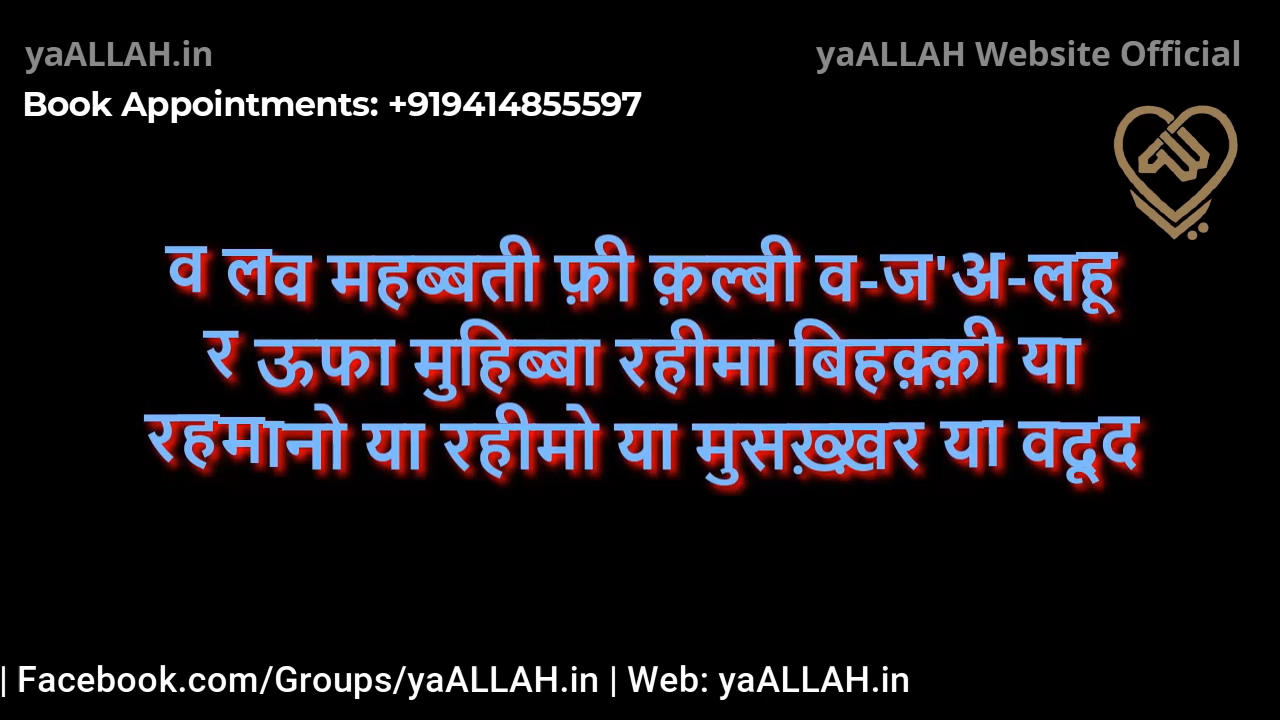 yaALLAH.in
yaALLAH Website Official
Book Appointments: +919414855597
व लव महब्बती फ़ी क़ल्बी व-ज'अ-लहू
र ऊफा मुहिब्बा रहीमा बिहक़्क़ी या
रहमानो या रहीमो या मुसख़्ख़र या वदूद
| Facebook.com/Groups/yaALLAH.in | Web: yaALLAH.in